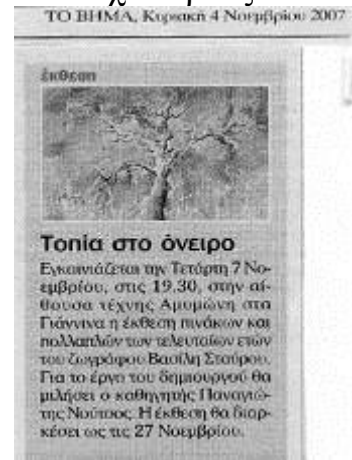 ΤΟ ΒΗΜΑ, Κυριακή 4 Νοεμβρίου 2007
έκθεση
Τοπία στο όνειρο
Εγκαινιάζεται την Τετάρτη 7 Νο-
εμβρίου, στις 19.30, στην αί-
θουσα τέχνης Αμυμώνη στα
Γιάννινα η έκθεση πινάκων και
πολλαπλών των τελευταίων ετών
του ζωγράφου Βασίλη Σταύρου.
Για το έργο του δημιουργού θα
μιλήσει ο καθηγητής Παναγιώ-
της Νούτσος. Η έκθεση θα διαρ-
κέσει ως τις 27 Νοεμβρίου.